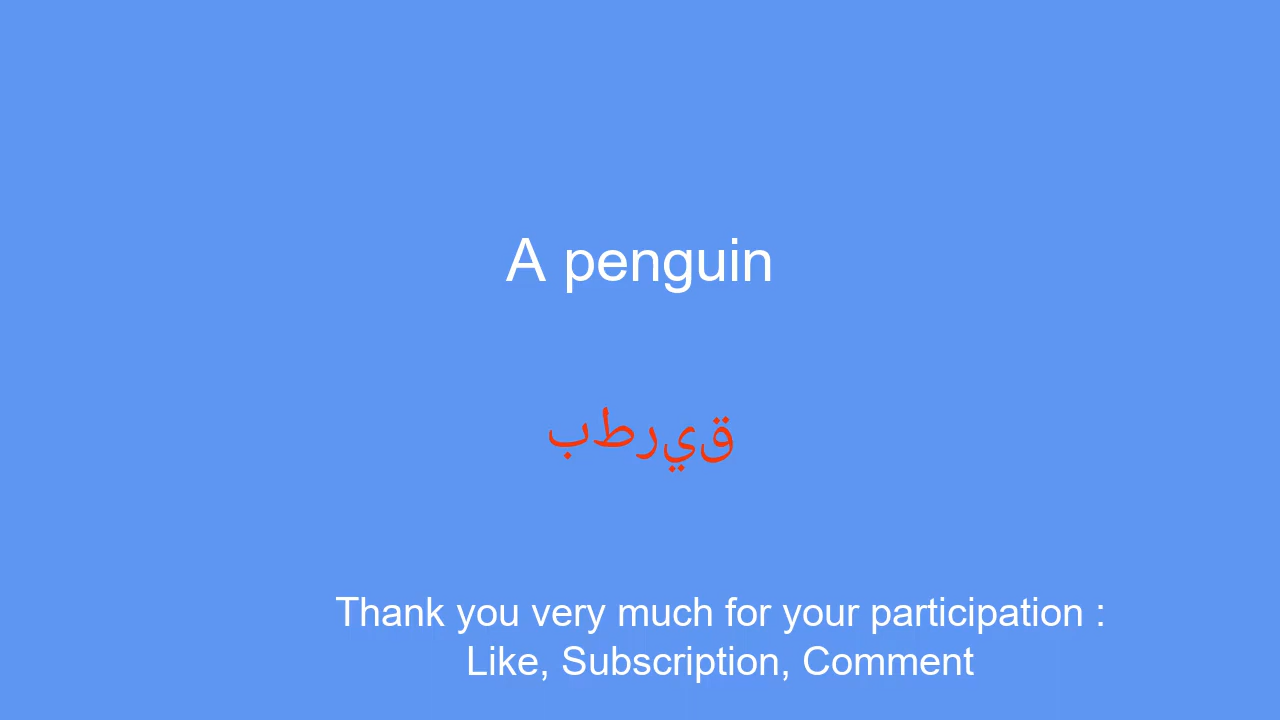 A penguin
بطريق
Thank you very much for your participation :
Like, Subscription, Comment